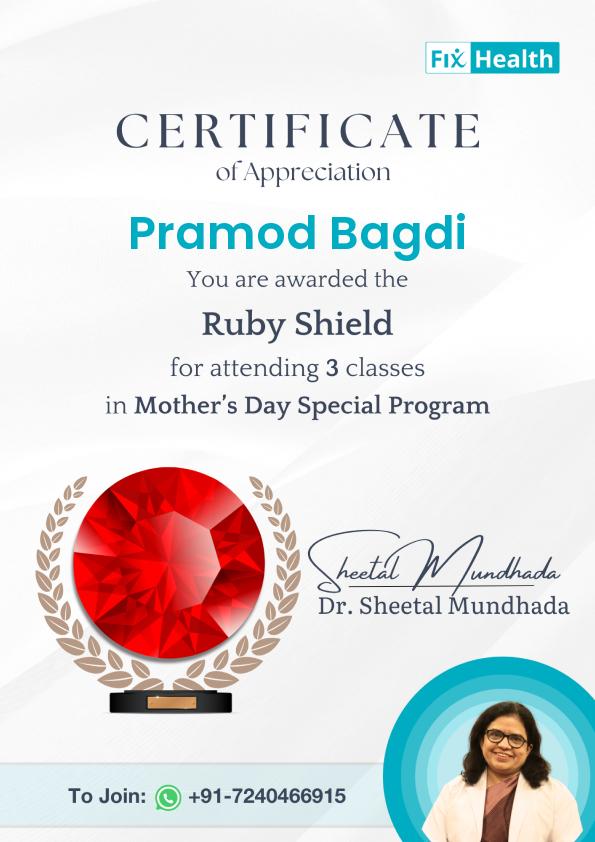 Fix Health
CERTIFICATE
of Appreciation
Pramod Bagdi
You are awarded the
Ruby Shield
for attending 3 classes
in Mother's Day Special Program
Sheetal Mundhada
Dr. Sheetal Mundhada
To Join: +91-7240466915